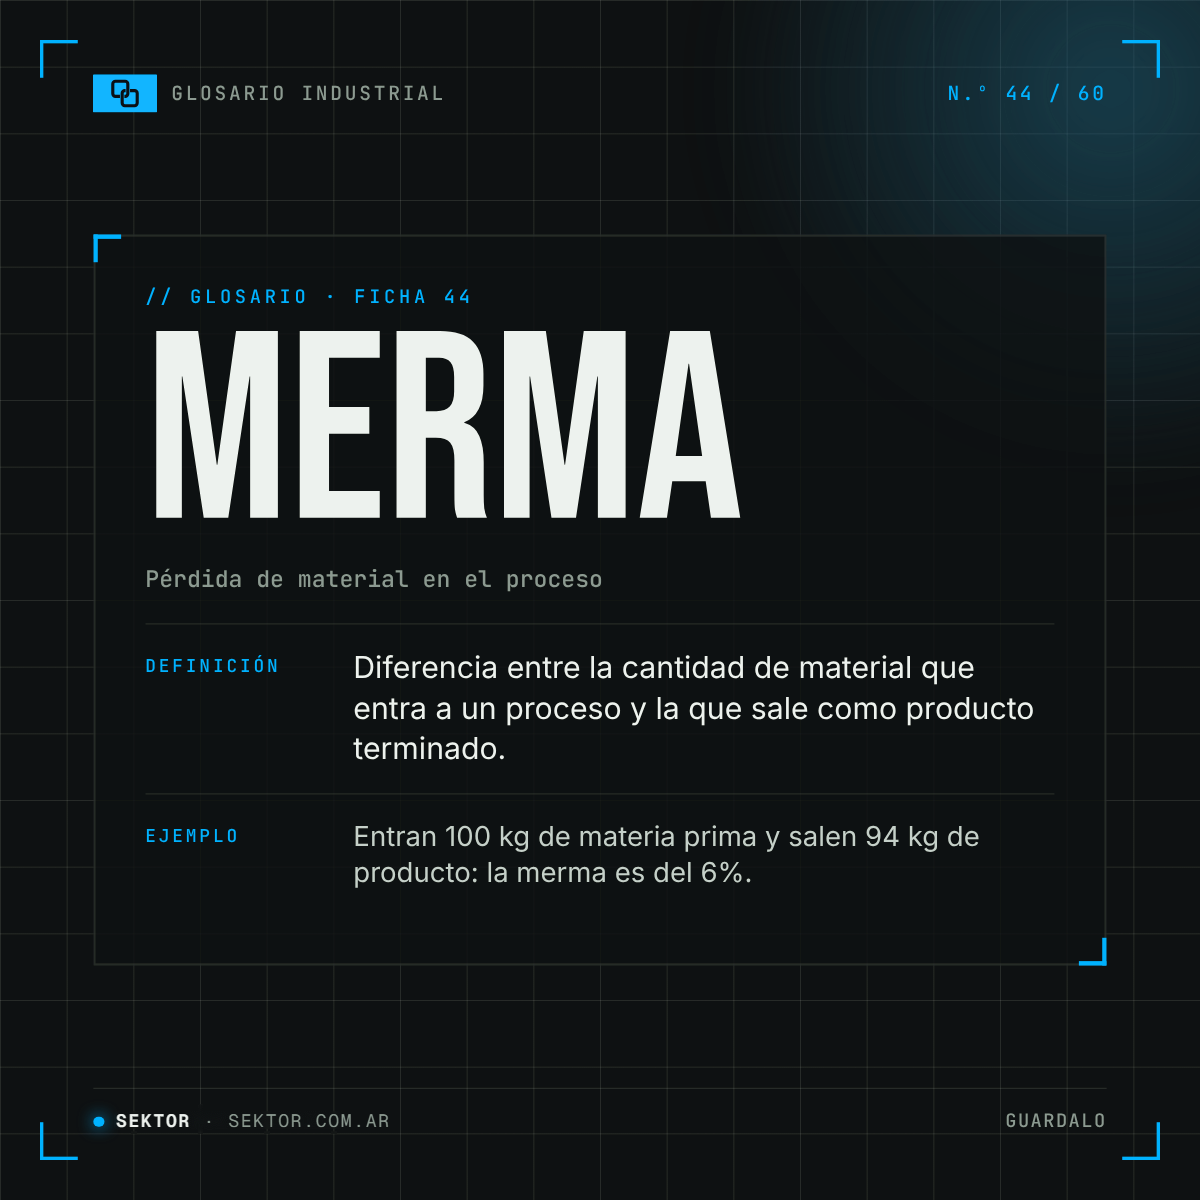 GLOSARIO INDUSTRIAL
N.° 44 / 60
// GLOSARIO · FICHA 44
MERMA
Pérdida de material en el proceso
DEFINICIÓN
Diferencia entre la cantidad de material que
entra a un proceso y la que sale como producto
terminado.
EJEMPLO
Entran 100 kg de materia prima y salen 94 kg de
producto: la merma es del 6%.
SEKTOR · SEKTOR.COM.AR
GUARDALO